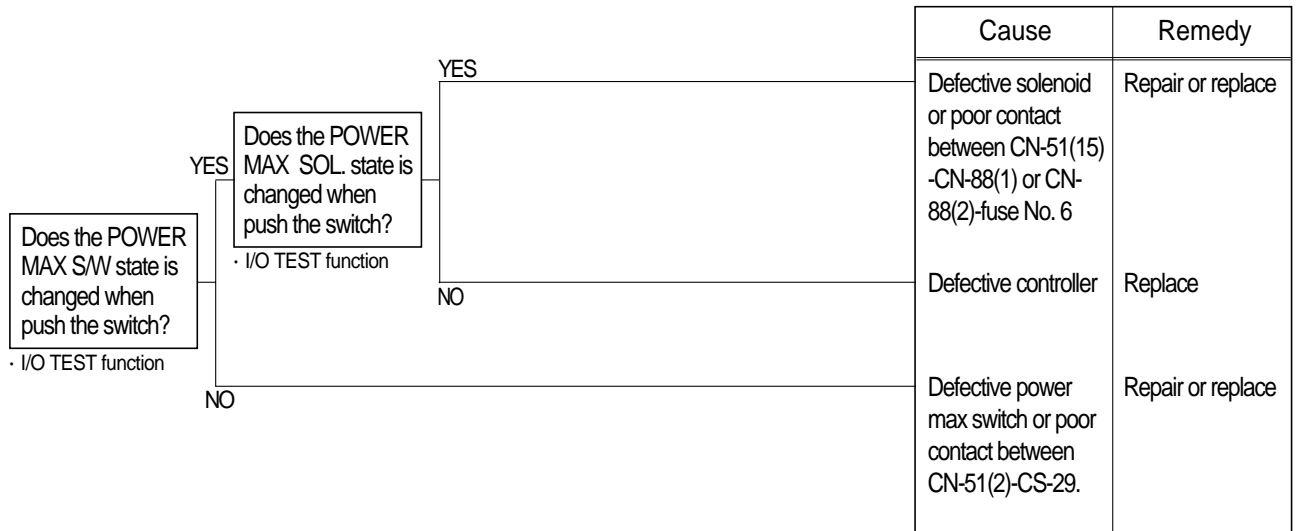 Cause Remedy
YES
Defective solenoid Repair or replace
or poor contact
between CN-51(15)
-CN-88(1) or CN-
88(2)-fuse No. 6
YES
Does the POWER
MAX SOL. state is
changed when
push the switch?
· I/O TEST function
Does the POWER
MAX S/W state is
changed when
push the switch?
· I/O TEST function
NO
Defective controller Replace
NO
Defective power Repair or replace
max switch or poor
contact between
CN-51(2)-CS-29.